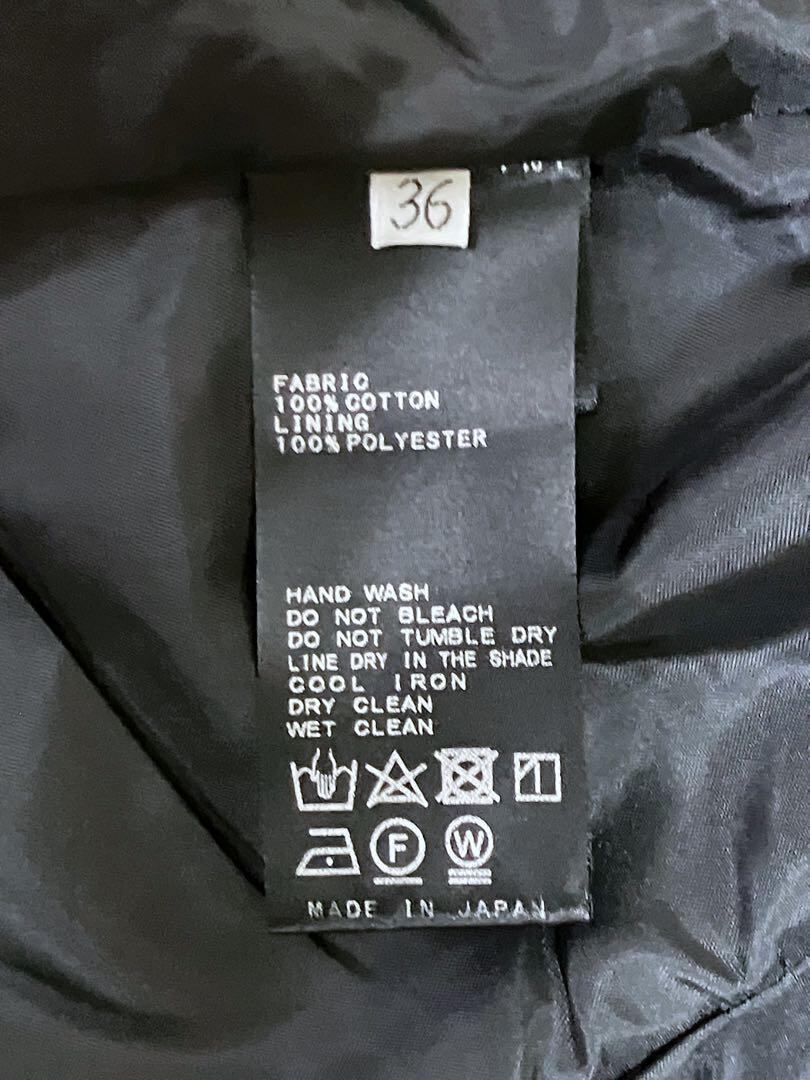 36
FABRIC
100% COTTON
LINING
100% POLYESTER
HAND WASH
DO NOT BLEACH
DO NOT TUMBLE DRY
LINE DRY IN THE SHADE
COOL IRON
DRY CLEAN
WET CLEAN
F W
MADE IN JAPAN